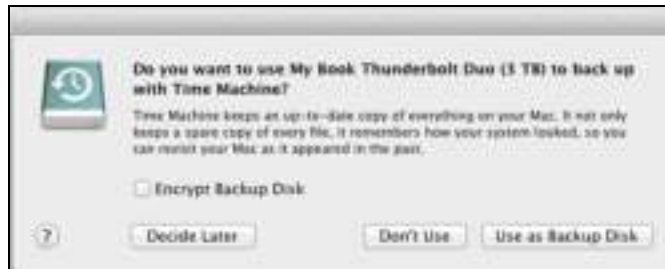 Do you want to use My Book Thunderbolt Duo (3 TB) to back up
with Time Machine?
Time Machine keeps an up-to-date copy of everything on your Mac. It not only
keeps a spare copy of every file, it remembers how your system looked, so you
can revisit your Mac as it appeared in the past.
Encrypt Backup Disk
?
Decide Later
Don't Use
Use as Backup Disk